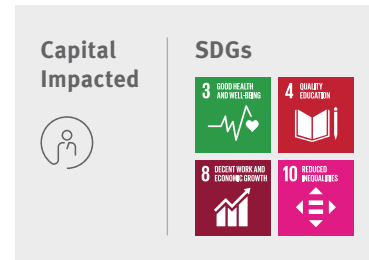 Capital
Impacted
SDGs
3 GOOD HEALTH
AND WELL-BEING
4 QUALITY
EDUCATION
8 DECENT WORK AND
ECONOMIC GROWTH
10 REDUCED
INEQUALITIES